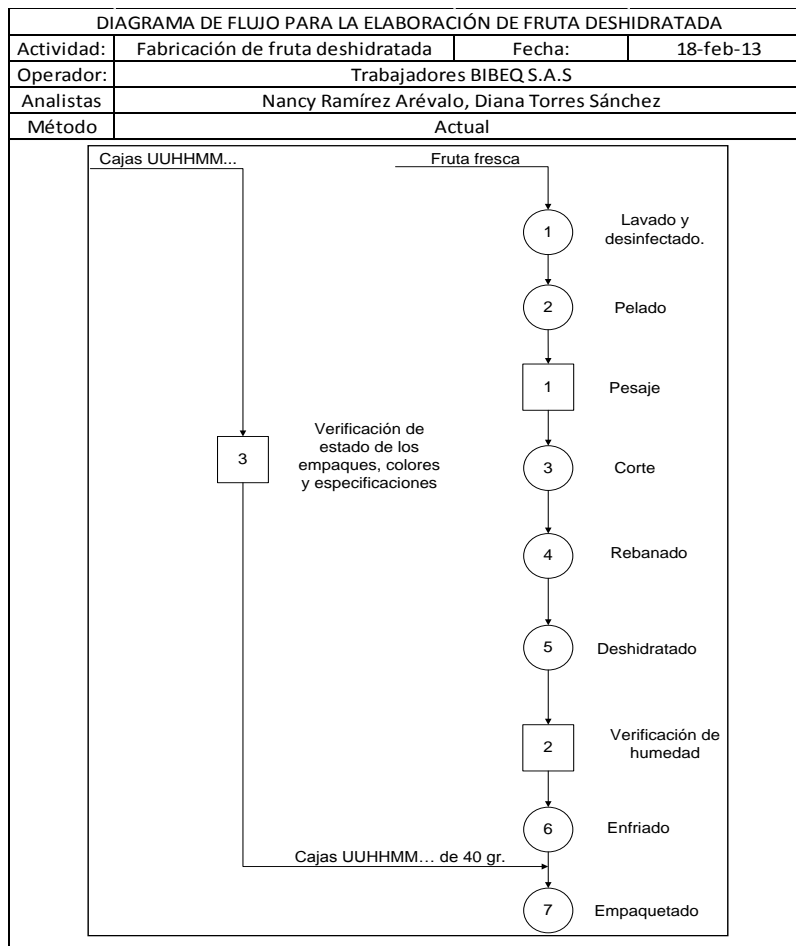 DIAGRAMA DE FLUJO PARA LA ELABORACIÓN DE FRUTA DESHIDRATADA
Actividad: Fabricación de fruta deshidratada Fecha: 18-feb-13
Operador: Trabajadores BIBEQ S.A.S
Analistas Nancy Ramírez Arévalo, Diana Torres Sánchez
Método Actual
Cajas UUHHMM...
Fruta fresca
1
Lavado y
desinfectado.
2
Pelado
1
Pesaje
3
Verificación de
estado de los
empaques, colores
y especificaciones
3
Corte
4
Rebanado
5
Deshidratado
2
Verificación de
humedad
6
Enfriado
Cajas UUHHMM... de 40 gr.
7
Empaquetado